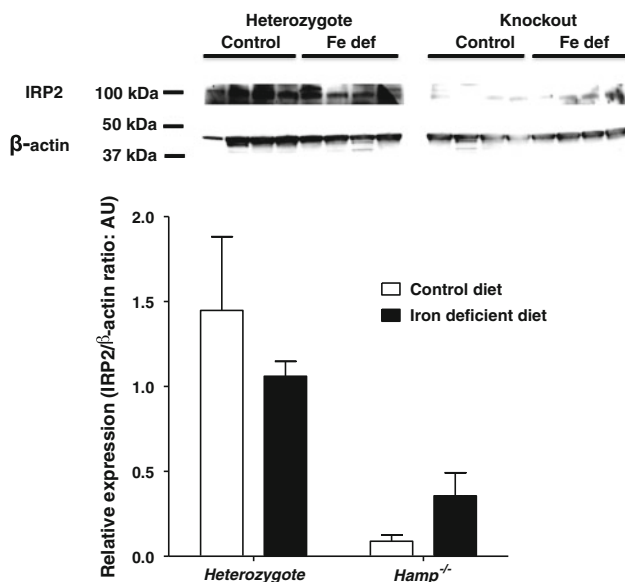 Heterozygote Knockout
Control Fe def Control Fe def
IRP2 100 kDa
50 kDa
β-actin
37 kDa
Relative expression (IRP2/β-actin ratio: AU)
2.0
1.5
1.0
0.5
0.0
Control diet
Iron deficient diet
Heterozygote Hamp-/-